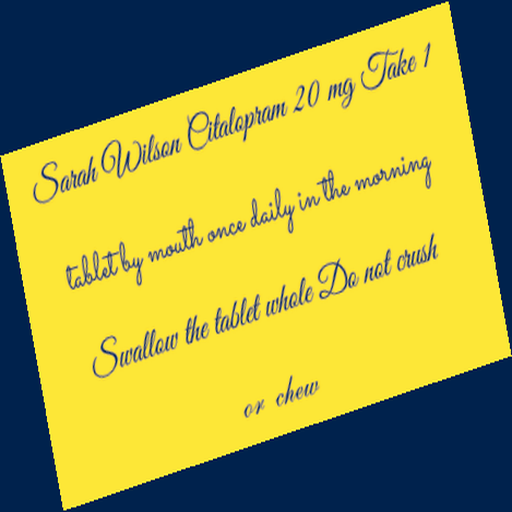 Sarah Wilson Citalopram 20 mg Take 1
tablet by mouth once daily in the morning
Swallow the tablet whole Do not crush
or chew